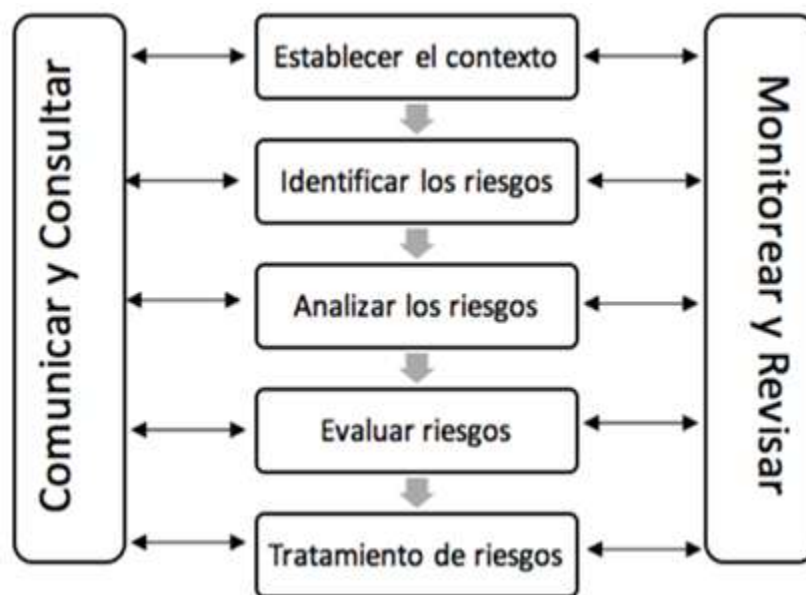 Comunicar y Consultar
Establecer el contexto
Identificar los riesgos
Analizar los riesgos
Evaluar riesgos
Tratamiento de riesgos
Monitorear y Revisar